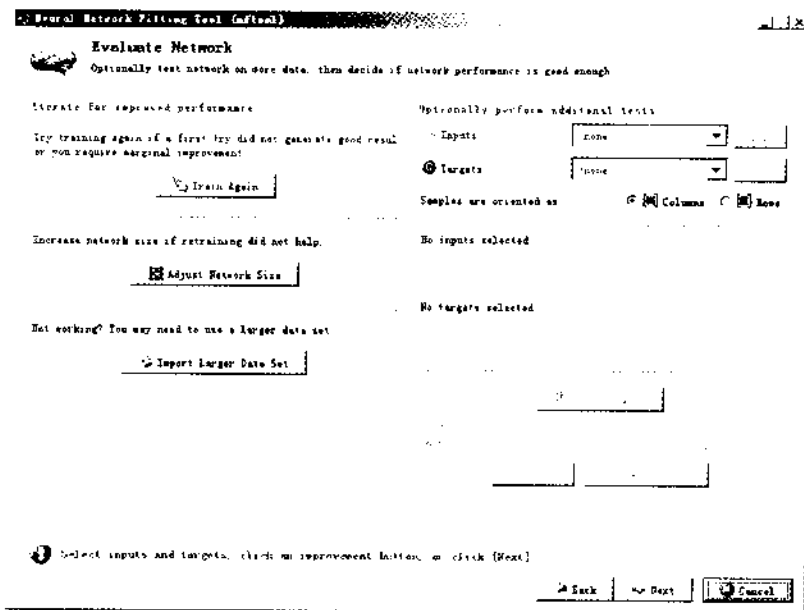 Neural Network Fitting Tool (nftool)
Evaluate Network
Optionally test network on more data, then decide if network performance is good enough
Iterate for improved performance
Try training again if a first try did not generate good resul
or you require marginal improvement
Train Again
Increase network size if retraining did not help.
Adjust Network Size
Not working? You may need to use a larger data set
Import Larger Data Set
Optionally perform additional tests
Inputs
none
Targets
none
Samples are oriented as
Columns
Rows
No inputs selected
No targets selected
Select inputs and targets, click an improvement button, or click [Next]
Back
Next
Cancel